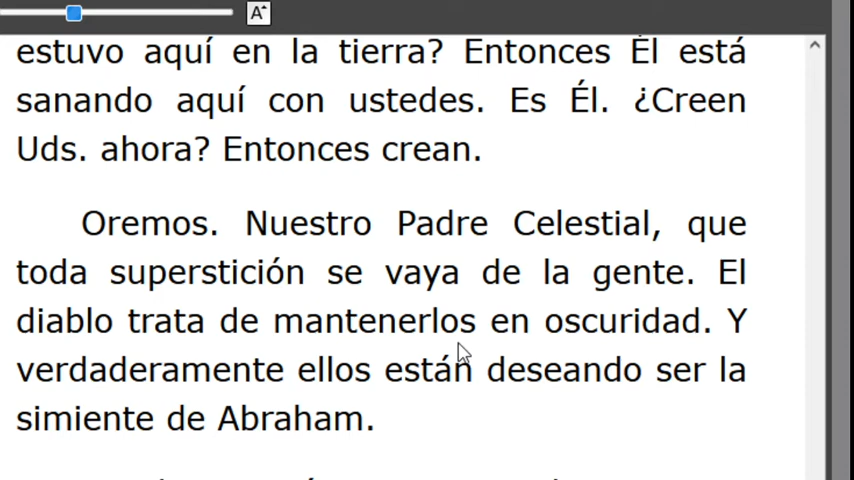 A
estuvo aquí en la tierra? Entonces Él está
sanando aquí con ustedes. Es Él. ¿Creen
Uds. ahora? Entonces crean.
Oremos. Nuestro Padre Celestial, que
toda superstición se vaya de la gente. El
diablo trata de mantenerlos en oscuridad. Y
verdaderamente ellos están deseando ser la
simiente de Abraham.